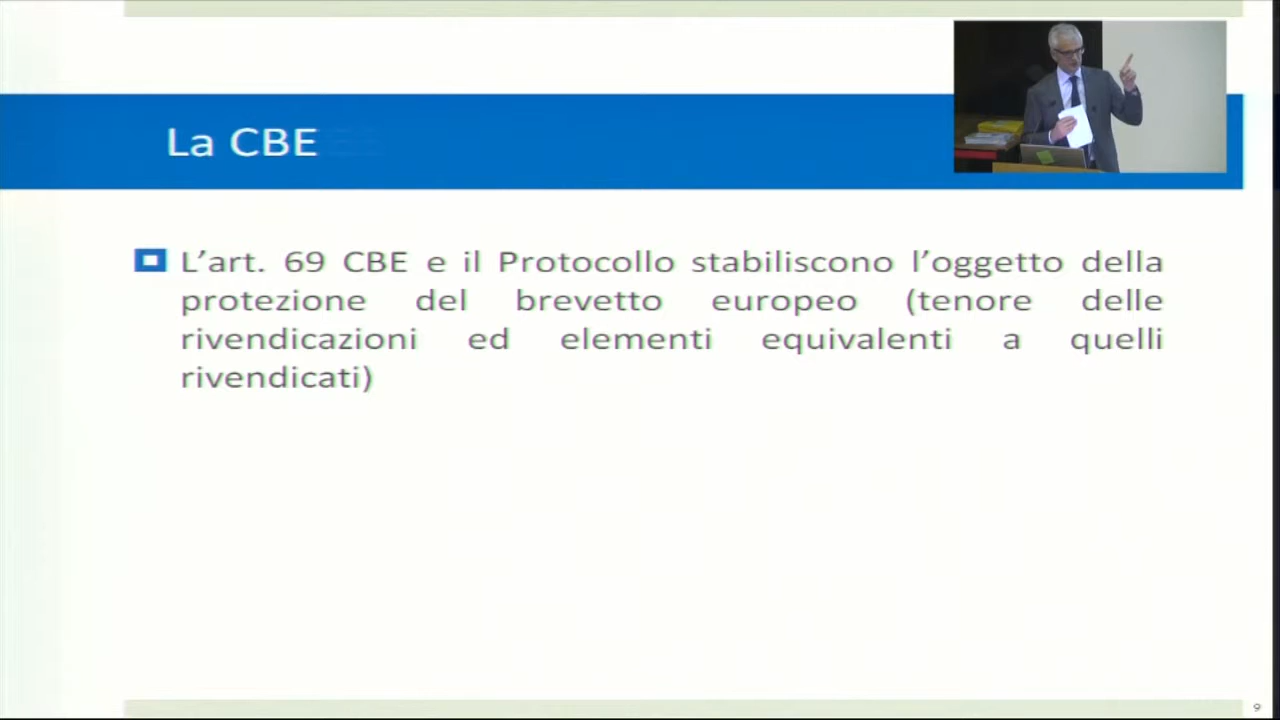 La CBE
L’art. 69 CBE e il Protocollo stabiliscono l’oggetto della
protezione del brevetto europeo (tenore delle
rivendicazioni ed elementi equivalenti a quelli
rivendicati)
9